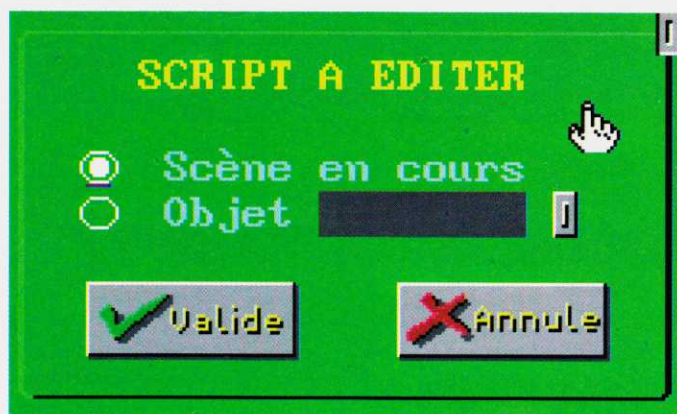 SCRIPT A EDITER
Scène en cours
Objet
Valide
Annule